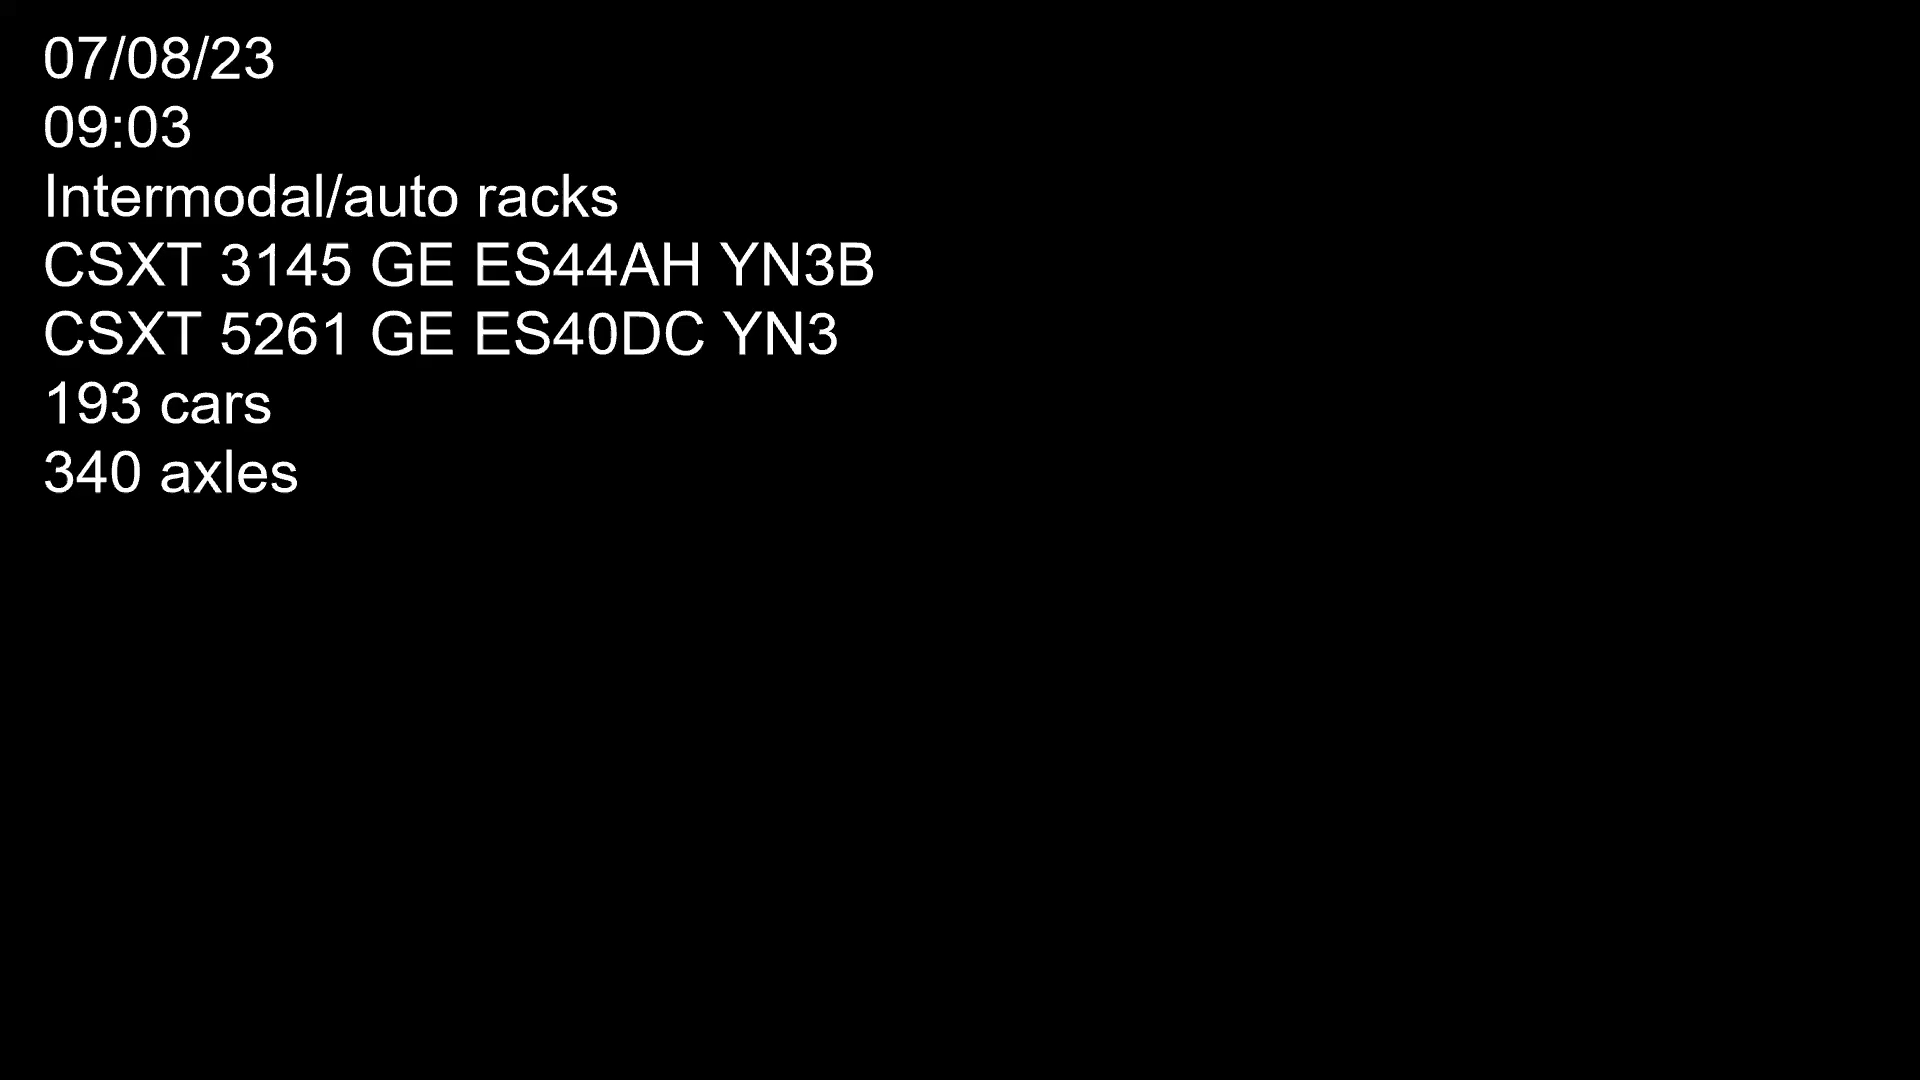 07/08/23
09:03
Intermodal/auto racks
CSXT 3145 GE ES44AH YN3B
CSXT 5261 GE ES40DC YN3
193 cars
340 axles